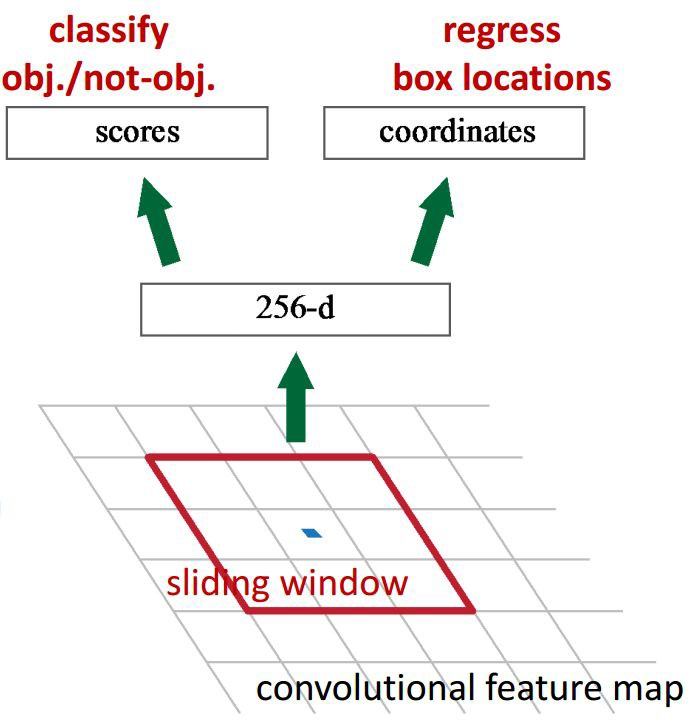 classify
obj./not-obj.
regress
box locations
scores
coordinates
256-d
sliding window
convolutional feature map